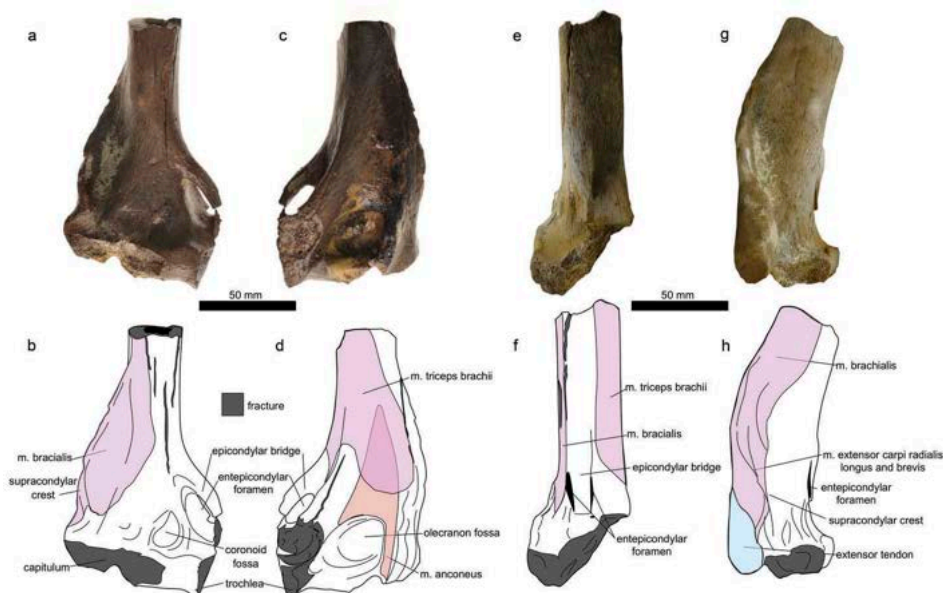 a
c
e
g
50 mm
50 mm
b
d
f
h
m. triceps brachii
fracture
m. bracialis
supracondylar
crest
capitulum
epicondylar bridge
entepicondylar
foramen
coronoid
fossa
trochlea
olecranon fossa
m. anconeus
m. triceps brachii
m. bracialis
epicondylar bridge
entepicondylar
foramen
m. brachialis
m. extensor carpi radialis
longus and brevis
entepicondylar
foramen
supracondylar crest
extensor tendon